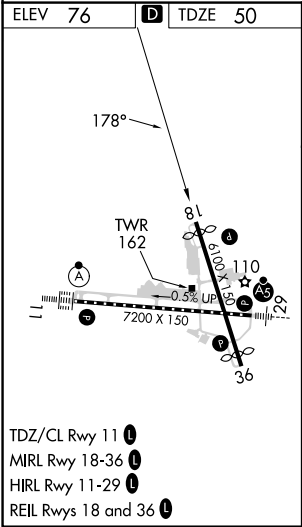 ELEV 76 D TDZE 50
178°
18
P
TWR
162
6100 X 150
110
A
A5
0.5% UP
11
29
7200 X 150
P
P
P
36
TDZ/CL Rwy 11 L
MIRL Rwy 18-36 L
HIRL Rwy 11-29 L
REIL Rwys 18 and 36 L